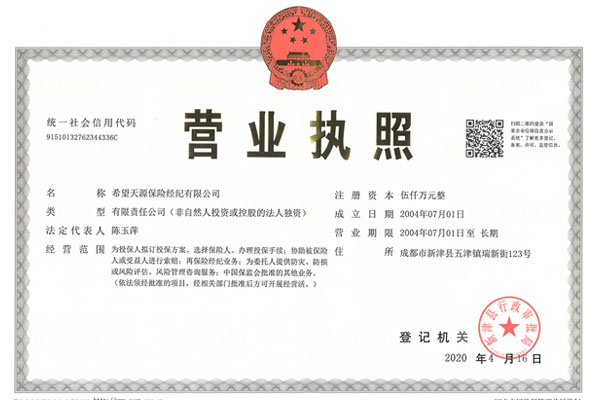 统一社会信用代码
91510132762344336C
营业执照
扫描二维码登录“国
家企业信用信息公示
系统”了解更多登记、
备案、许可、监管信息。
名 称 希望天源保险经纪有限公司
类 型 有限责任公司（非自然人投资或控股的法人独资）
法定代表人 陈玉萍
经营范围 为投保人拟订投保方案、选择保险人、办理投保手续；协助被保险
人或受益人进行索赔；再保险经纪业务；为委托人提供防灾、防损
或风险评估、风险管理咨询服务；中国保监会批准的其他业务。
（依法须经批准的项目，经相关部门批准后方可开展经营活动。）
注册资本 伍仟万元整
成立日期 2004年07月01日
营业期限 2004年07月01日至 长期
住 所 成都市新津县五津镇瑞新街123号
新津县行政审批局
登记机关
2020 年 4 月 16 日